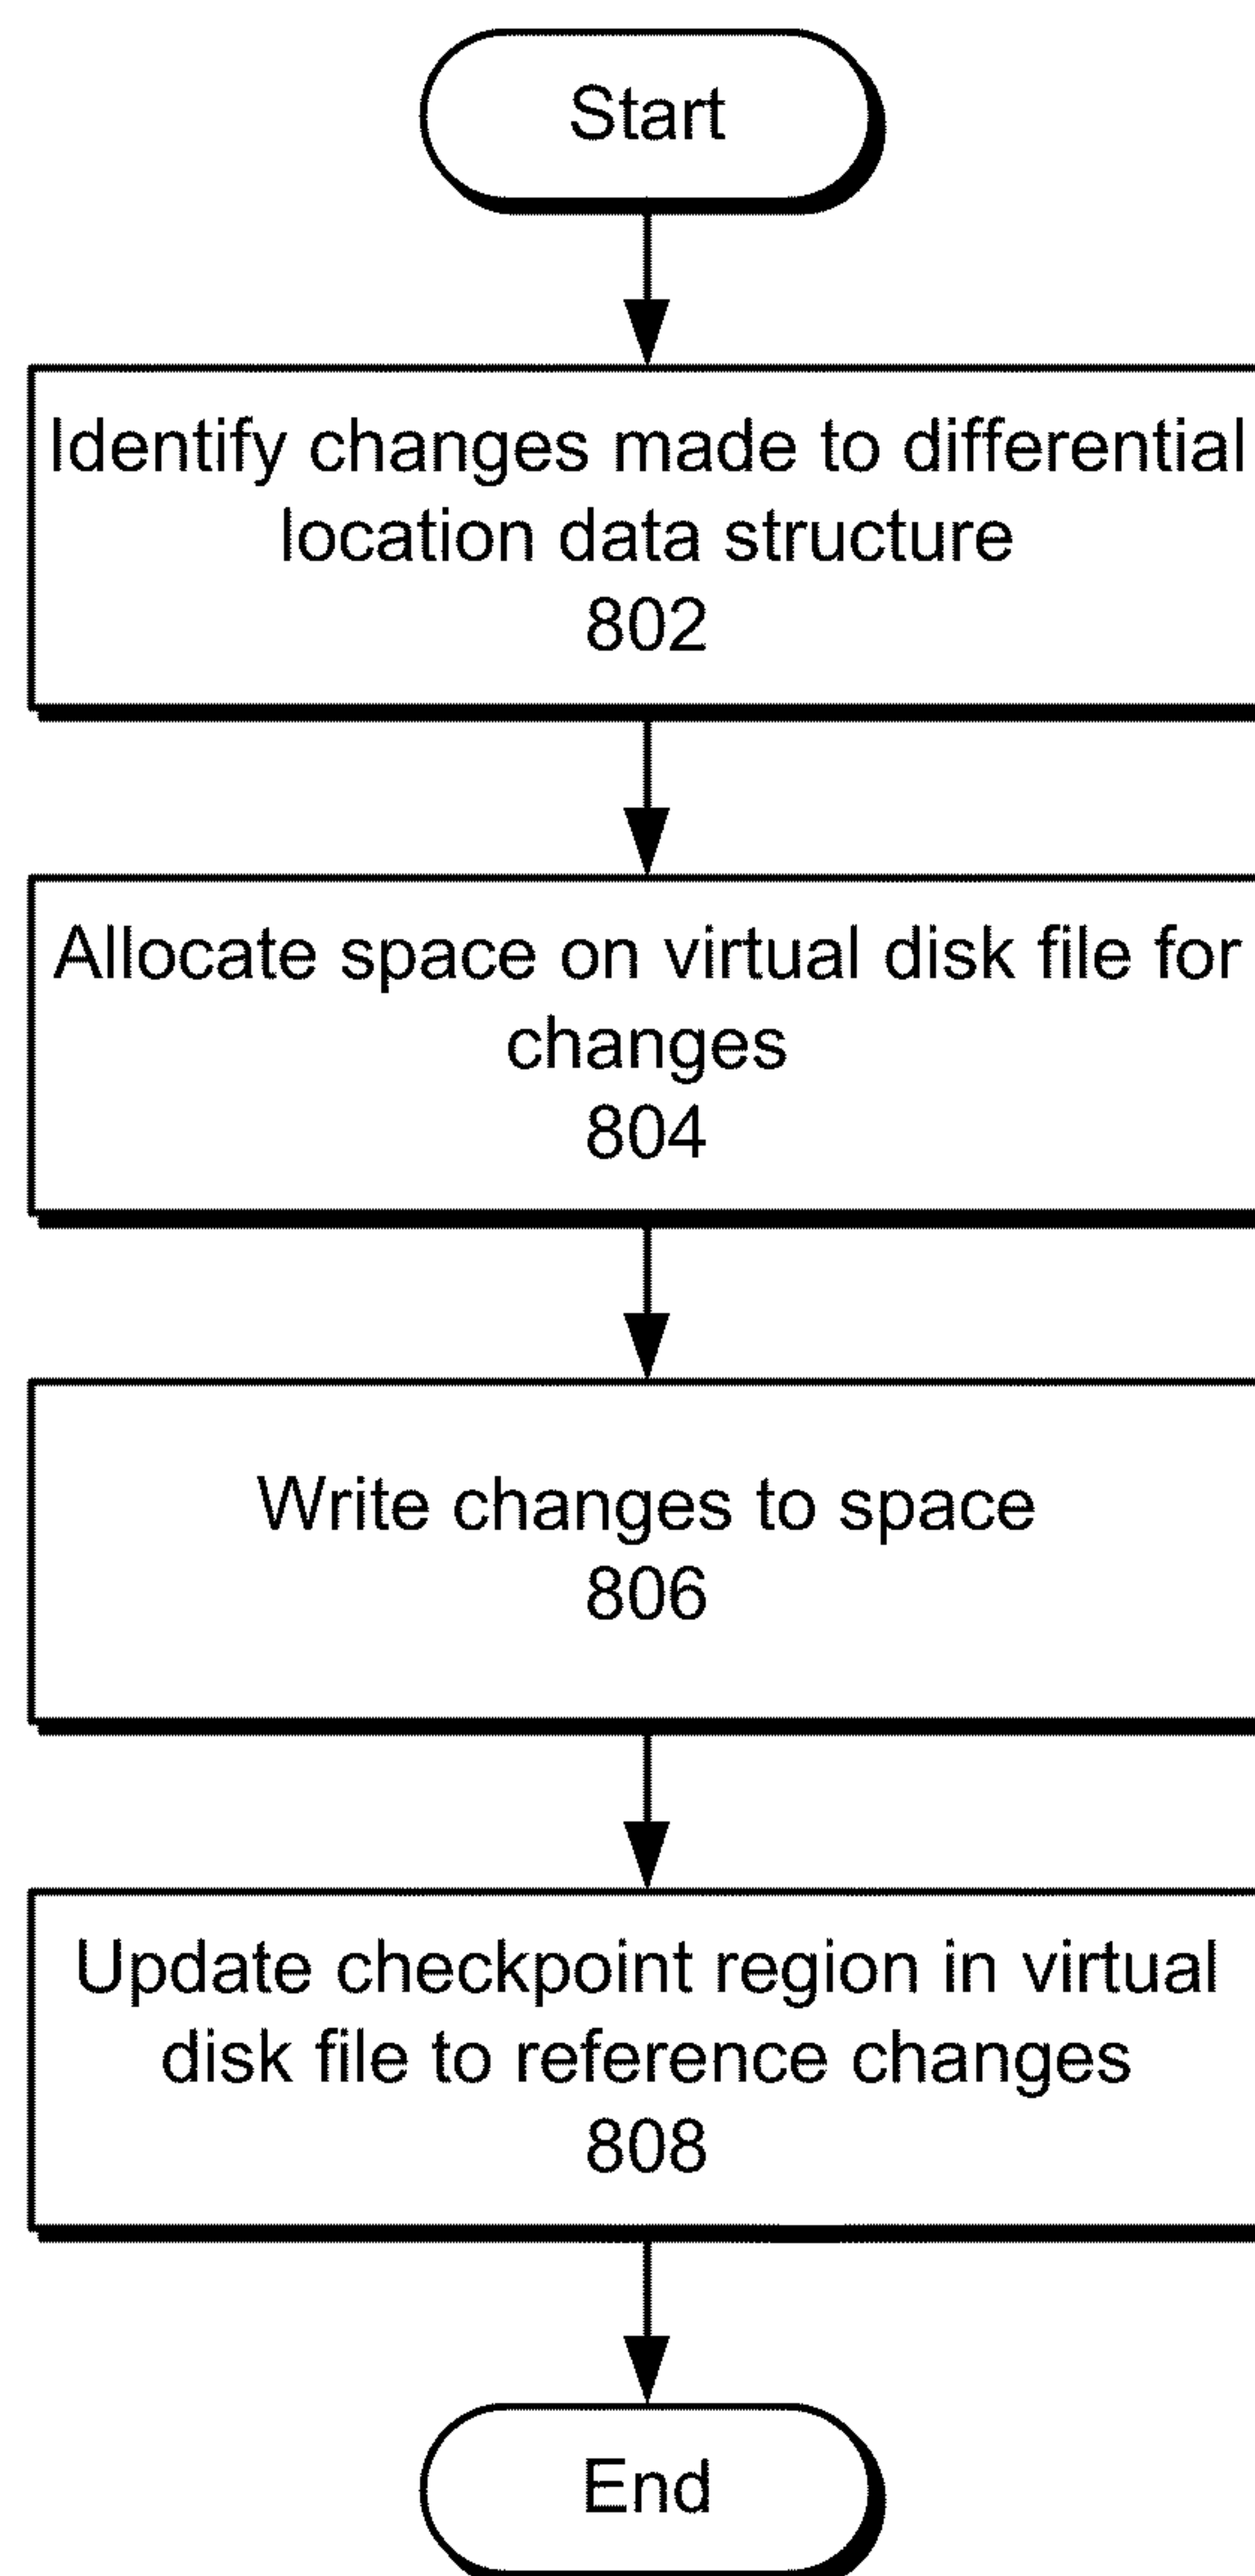 Start
Identify changes made to differential
location data structure
802
Allocate space on virtual disk file for
changes
804
Write changes to space
806
Update checkpoint region in virtual
disk file to reference changes
808
End